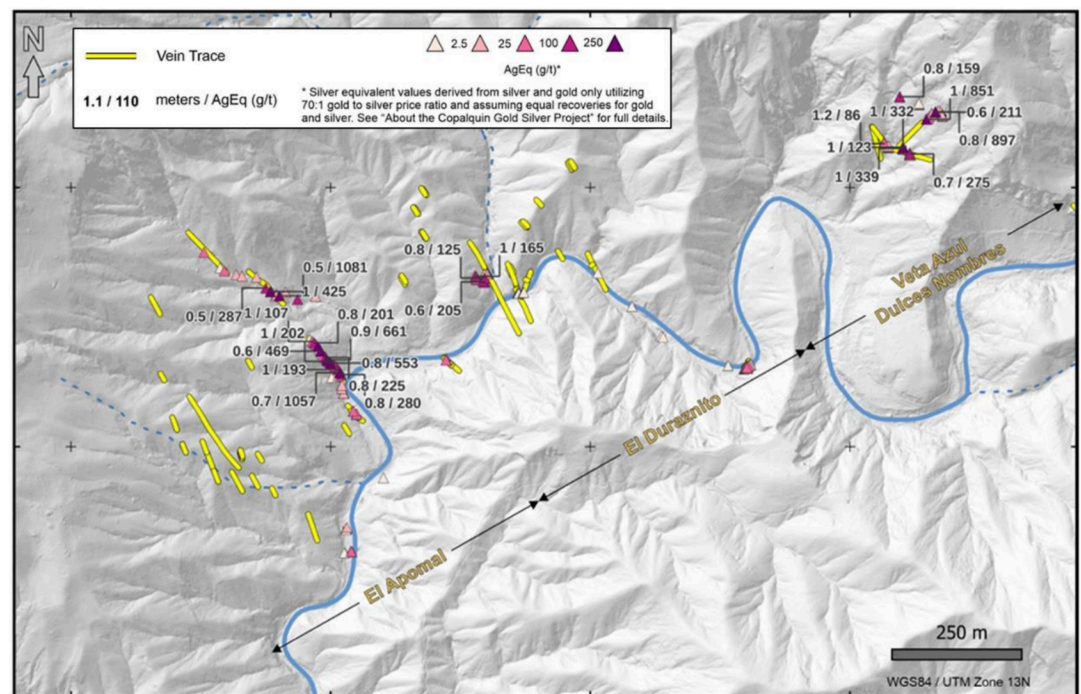 N
Vein Trace
2.5 25 100 250
AgEq (g/t)*
1.1 / 110 meters / AgEq (g/t)
* Silver equivalent values derived from silver and gold only utilizing
70:1 gold to silver price ratio and assuming equal recoveries for gold
and silver. See “About the Copalquin Gold Silver Project” for full details.
0.8 / 159
1 / 851
1.2 / 86
1 / 332
0.6 / 211
1 / 123
0.8 / 897
1 / 339
0.7 / 275
Veta Azul
Dulces Nombres
0.8 / 125
1 / 165
0.6 / 205
0.5 / 1081
1 / 425
0.5 / 287
1 / 107
0.8 / 201
1 / 202
0.9 / 661
0.6 / 469
0.8 / 553
1 / 193
0.8 / 225
0.7 / 1057
0.8 / 280
El Duraznito
El Apomal
250 m
WGS84 / UTM Zone 13N